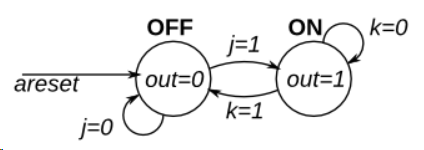 OFF
ON
j=1
k=0
areset
out=0
out=1
k=1
j=0